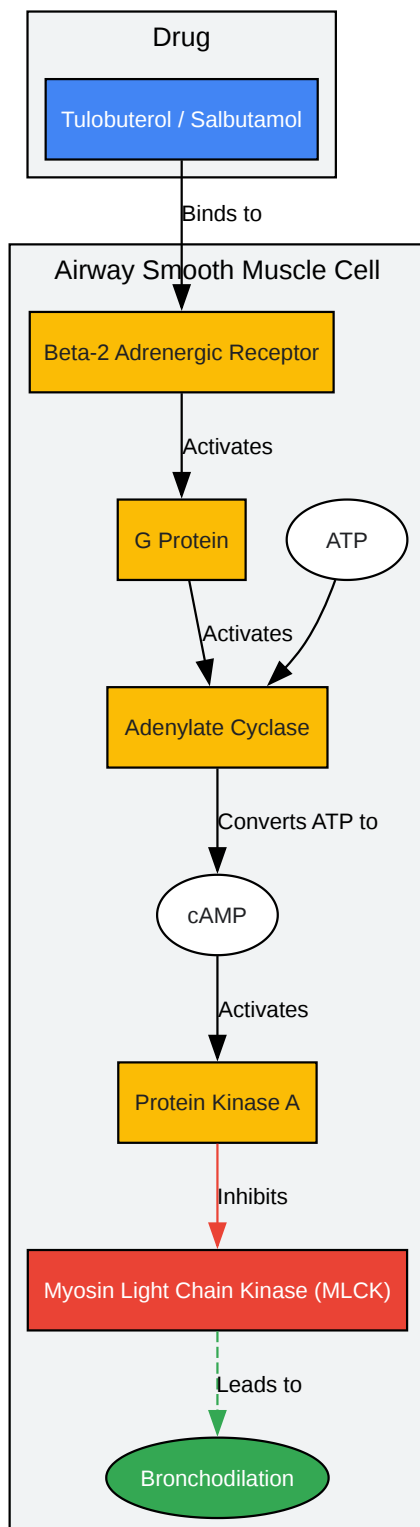 Drug
Tulobuterol / Salbutamol
Binds to
Airway Smooth Muscle Cell
Beta-2 Adrenergic Receptor
Activates
G Protein
ATP
Activates
Adenylate Cyclase
Converts ATP to
cAMP
Activates
Protein Kinase A
Inhibits
Myosin Light Chain Kinase (MLCK)
Leads to
Bronchodilation